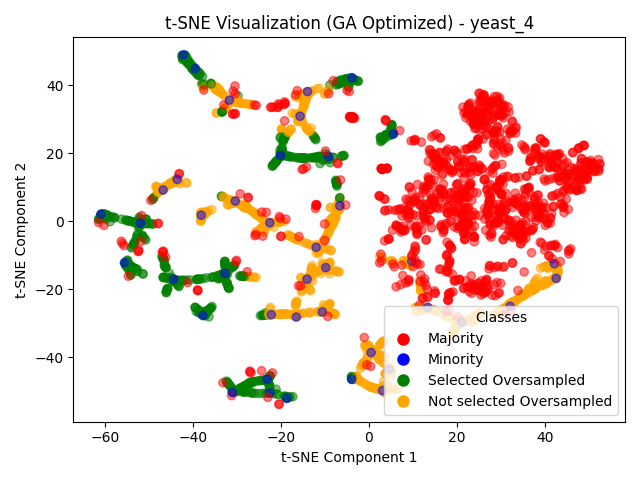 t-SNE Visualization (GA Optimized) - yeast_4
t-SNE Component 2
40
20
0
−20
−40
−60
−40
−20
0
20
40
t-SNE Component 1
Classes
Majority
Minority
Selected Oversampled
Not selected Oversampled